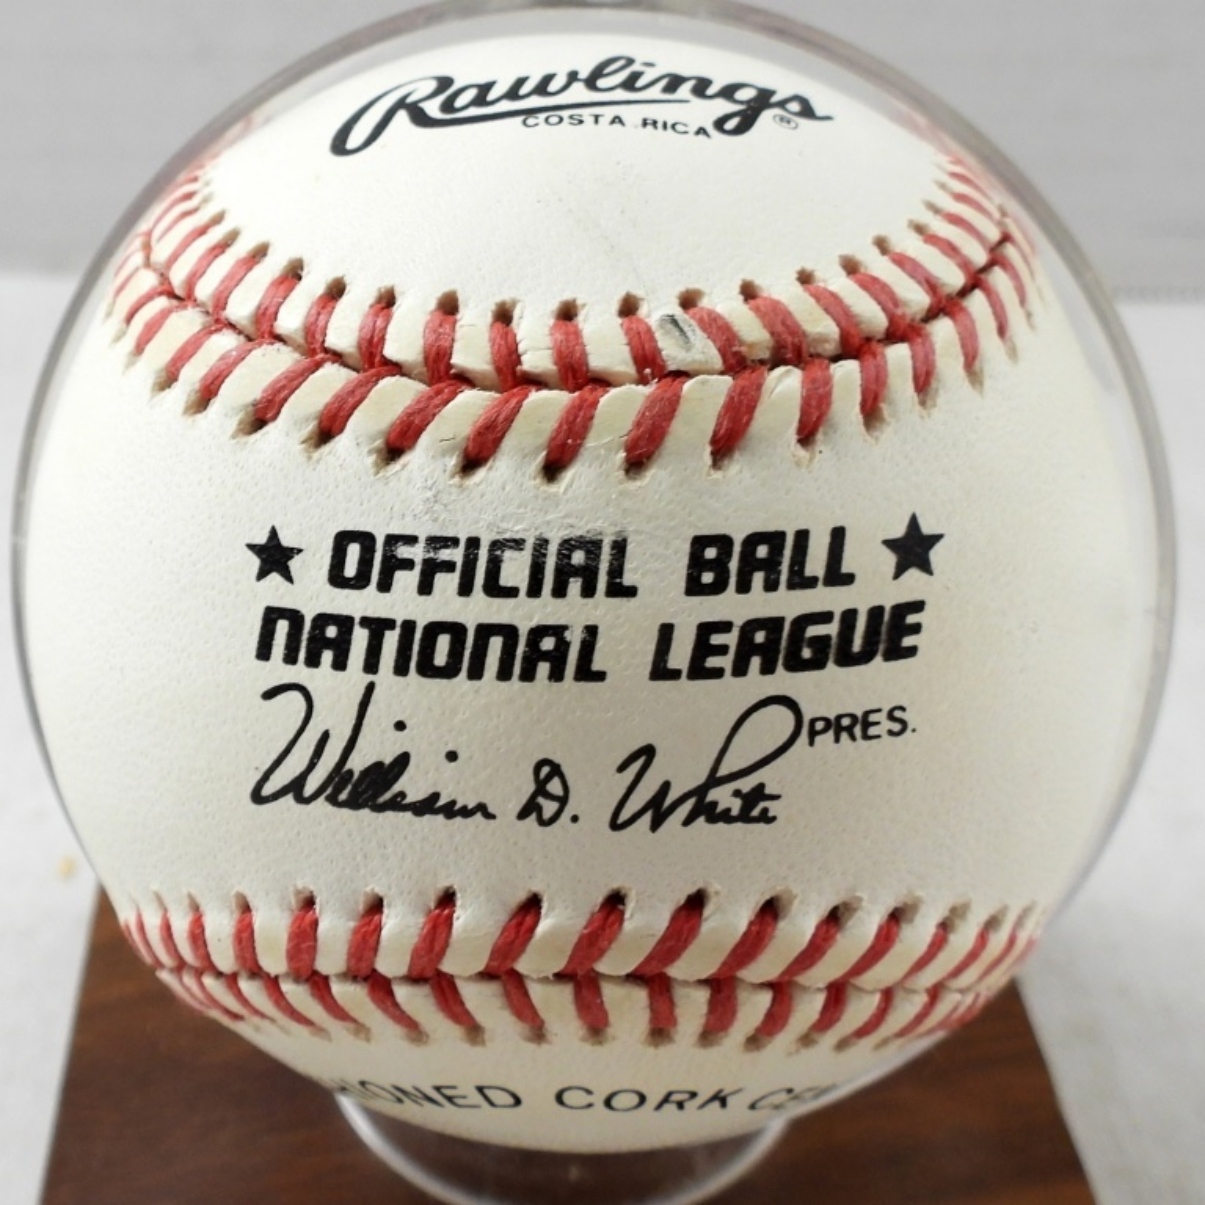 Rawlings®
COSTA RICA
★ OFFICIAL BALL ★
NATIONAL LEAGUE
William D. White PRES.
CORK